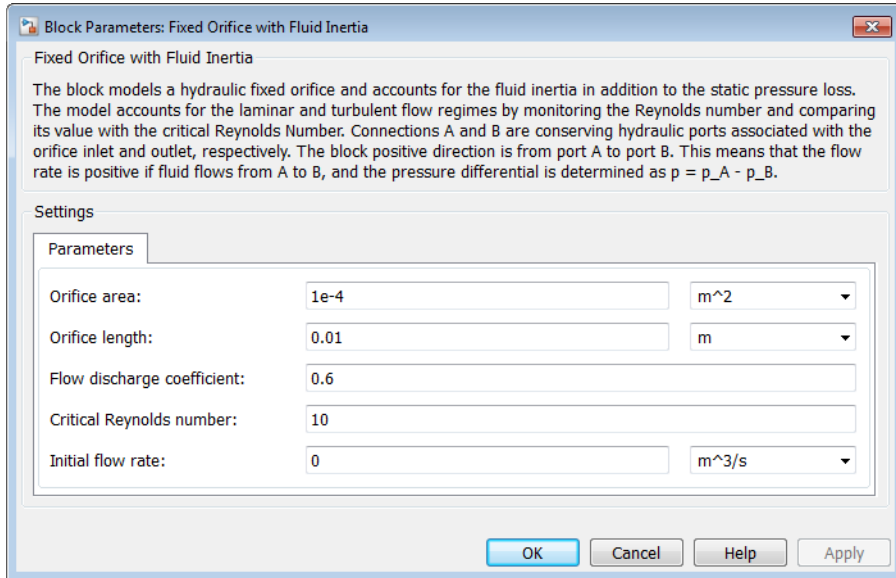 Block Parameters: Fixed Orifice with Fluid Inertia
Fixed Orifice with Fluid Inertia
The block models a hydraulic fixed orifice and accounts for the fluid inertia in addition to the static pressure loss.
The model accounts for the laminar and turbulent flow regimes by monitoring the Reynolds number and comparing
its value with the critical Reynolds Number. Connections A and B are conserving hydraulic ports associated with the
orifice inlet and outlet, respectively. The block positive direction is from port A to port B. This means that the flow
rate is positive if fluid flows from A to B, and the pressure differential is determined as p = p_A - p_B.
Settings
Parameters
Orifice area: 1e-4 m^2
Orifice length: 0.01 m
Flow discharge coefficient: 0.6
Critical Reynolds number: 10
Initial flow rate: 0 m^3/s
OK Cancel Help Apply